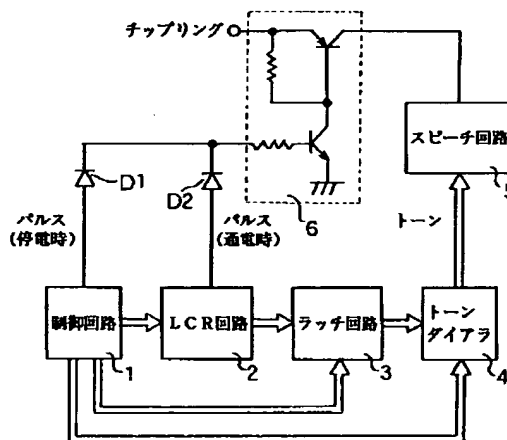 チップリング
スピーチ回路
5
D1
D2
6
パルス
(停電時)
パルス
(通電時)
トーン
制御回路
1
LCR回路
2
ラッチ回路
3
トーン
ダイアラ
4